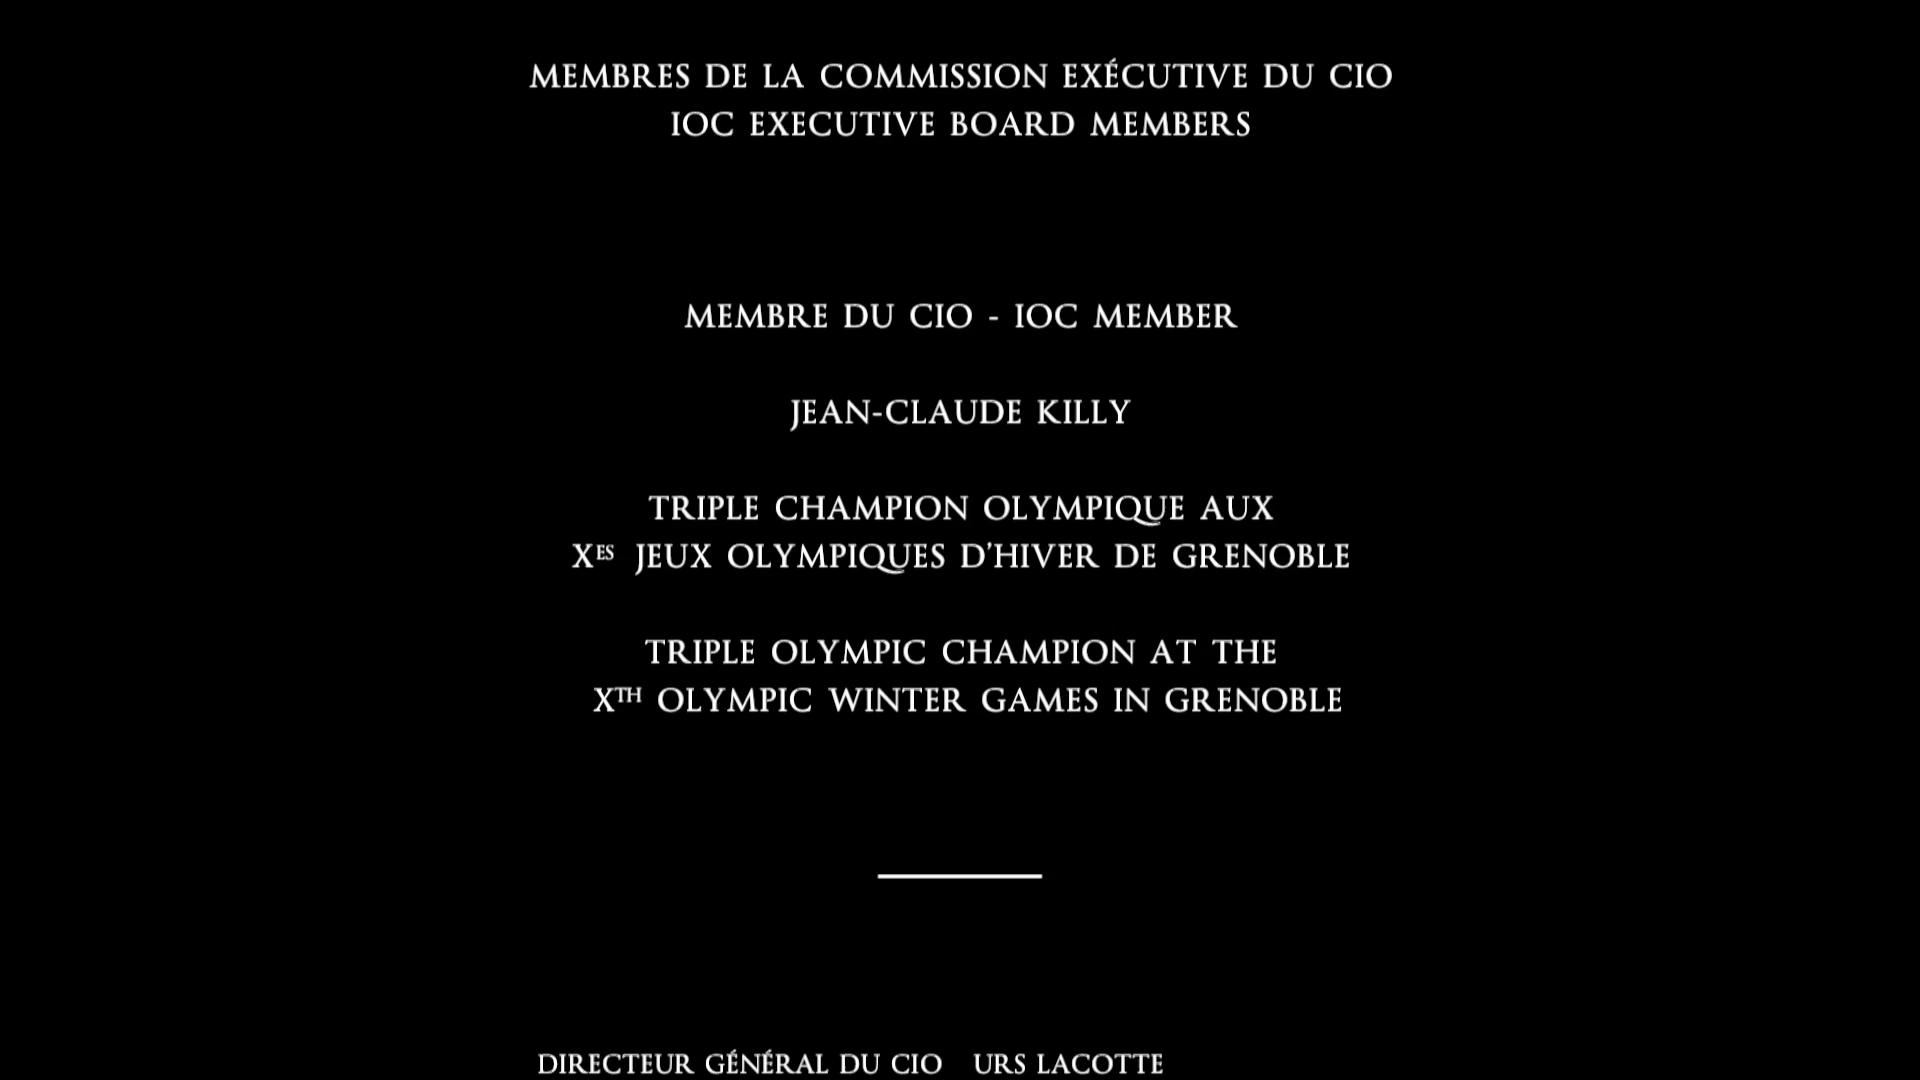 MEMBRES DE LA COMMISSION EXÉCUTIVE DU CIO
IOC EXECUTIVE BOARD MEMBERS
MEMBRE DU CIO - IOC MEMBER
JEAN-CLAUDE KILLY
TRIPLE CHAMPION OLYMPIQUE AUX
XES JEUX OLYMPIQUES D’HIVER DE GRENOBLE
TRIPLE OLYMPIC CHAMPION AT THE
XTH OLYMPIC WINTER GAMES IN GRENOBLE
DIRECTEUR GÉNÉRAL DU CIO URS LACOTTE